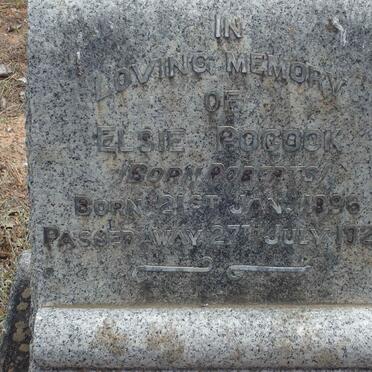 IN
LOVING MEMORY
OF
ELSIE POCOCK
(BORN ROBERTS)
BORN 21ST JAN. 1896
PASSED AWAY 27TH JULY